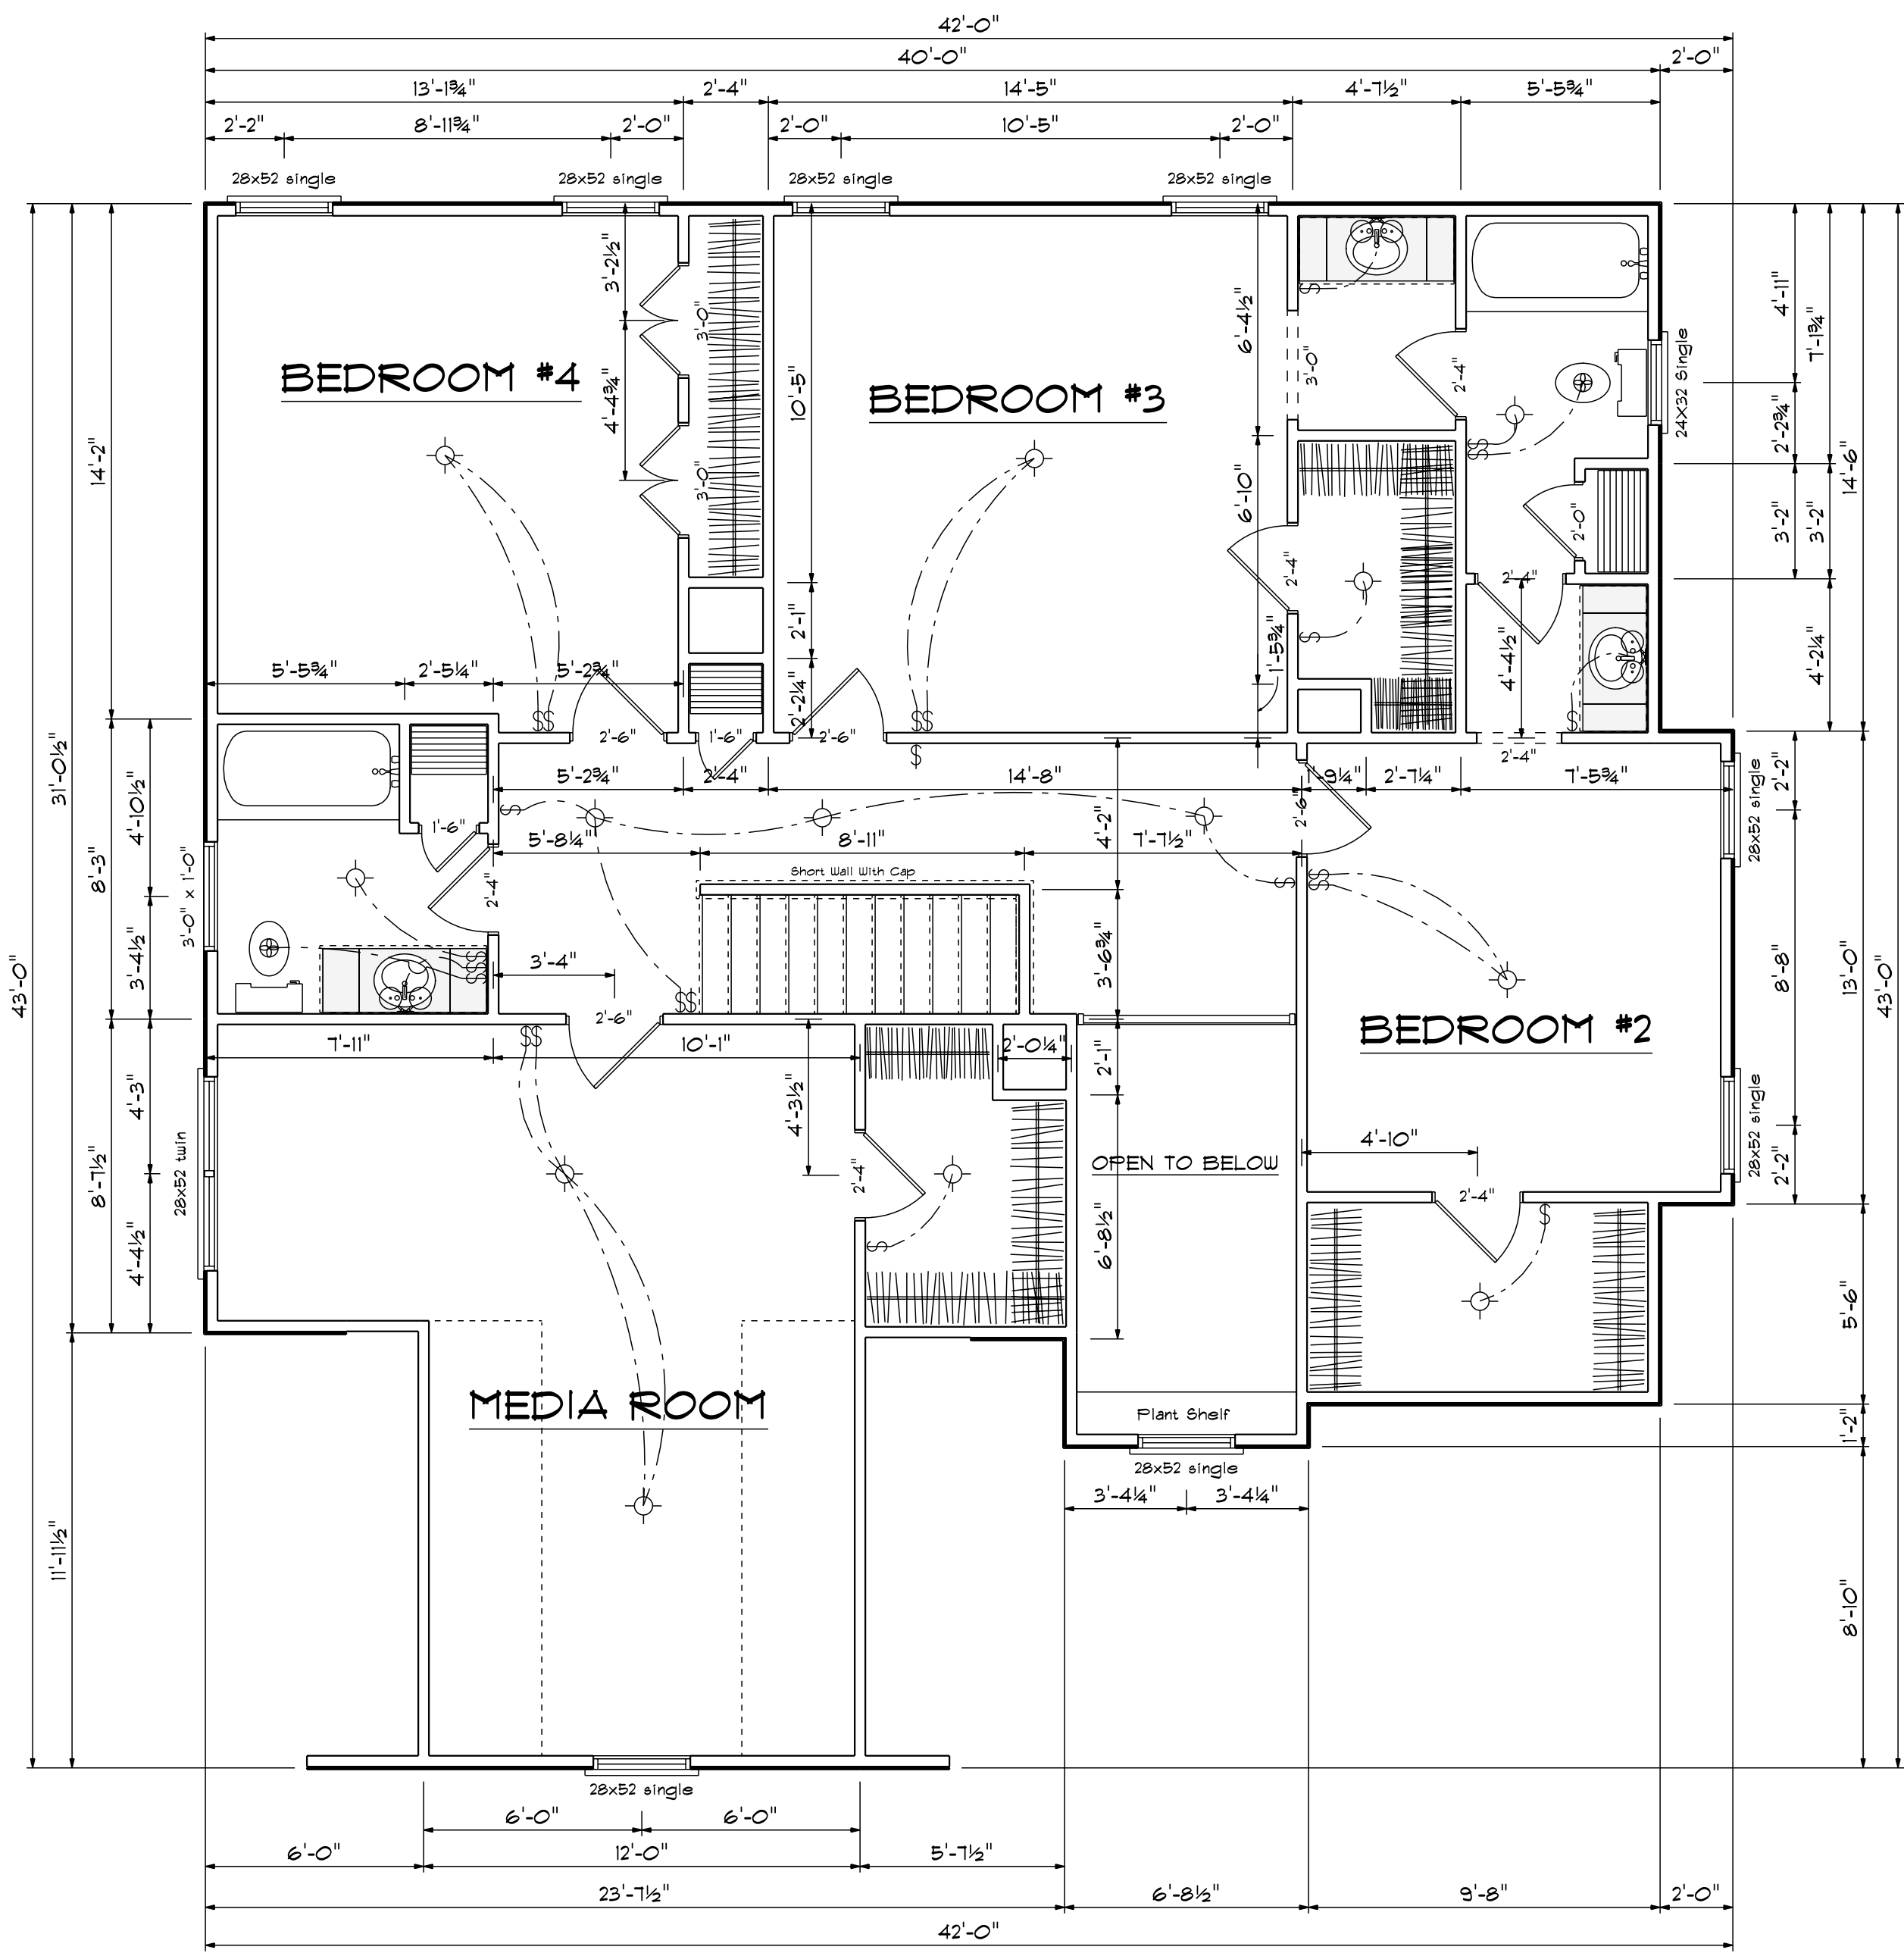 42'-0"
40'-0" 2'-0"
13'-1¾" 2'-4" 14'-5" 4'-7½" 5'-5¾"
2'-2" 8'-11¾" 2'-0" 2'-0" 10'-5" 2'-0"
28x52 single 28x52 single 28x52 single 28x52 single
3'-2½"
3'-0"
4'-4¾"
3'-0"
BEDROOM #4
14'-2"
10'-5"
BEDROOM #3
6'-4½"
3'-0"
2'-4"
6'-10"
2'-4"
1'-5¾"
4'-11"
7'-1¾"
24x32 Single
2'-2¾"
14'-6"
3'-2" 3'-2"
2'-0"
2'-4"
4'-4½"
4'-2¼"
2'-1"
2'-2¼"
5'-5¾" 2'-5¼" 5'-2¾"
$$ $$ $
2'-6" 1'-6" 2'-6" 2'-4"
$
5'-2¾" 2'-4" 14'-8" 1'-9¼" 2'-7¼" 7'-5¾"
31'-0½"
4'-10½"
8'-3"
3'-4½"
3'-0" x 1'-0"
43'-0"
1'-6"
2'-4"
$
5'-8¼" 8'-11" 7'-7½"
4'-2"
2'-6"
Short Wall With Cap
$ $$
3'-6¾"
3'-4"
2'-6"
$$
28x52 single
2'-2"
8'-8"
13'-0"
43'-0"
BEDROOM #2
7'-11" 10'-1" 2'-0¼"
2'-1"
4'-3½"
2'-4"
4'-3"
8'-7½"
4'-4½"
28x52 twin
OPEN TO BELOW
6'-8½"
4'-10"
2'-4"
28x52 single
2'-2"
5'-6"
MEDIA ROOM
Plant Shelf
28x52 single
3'-4¼" 3'-4¼"
1'-2"
11'-11½"
8'-10"
28x52 single
6'-0" 6'-0"
6'-0" 12'-0" 5'-7½"
23'-7½" 6'-8½" 9'-8" 2'-0"
42'-0"